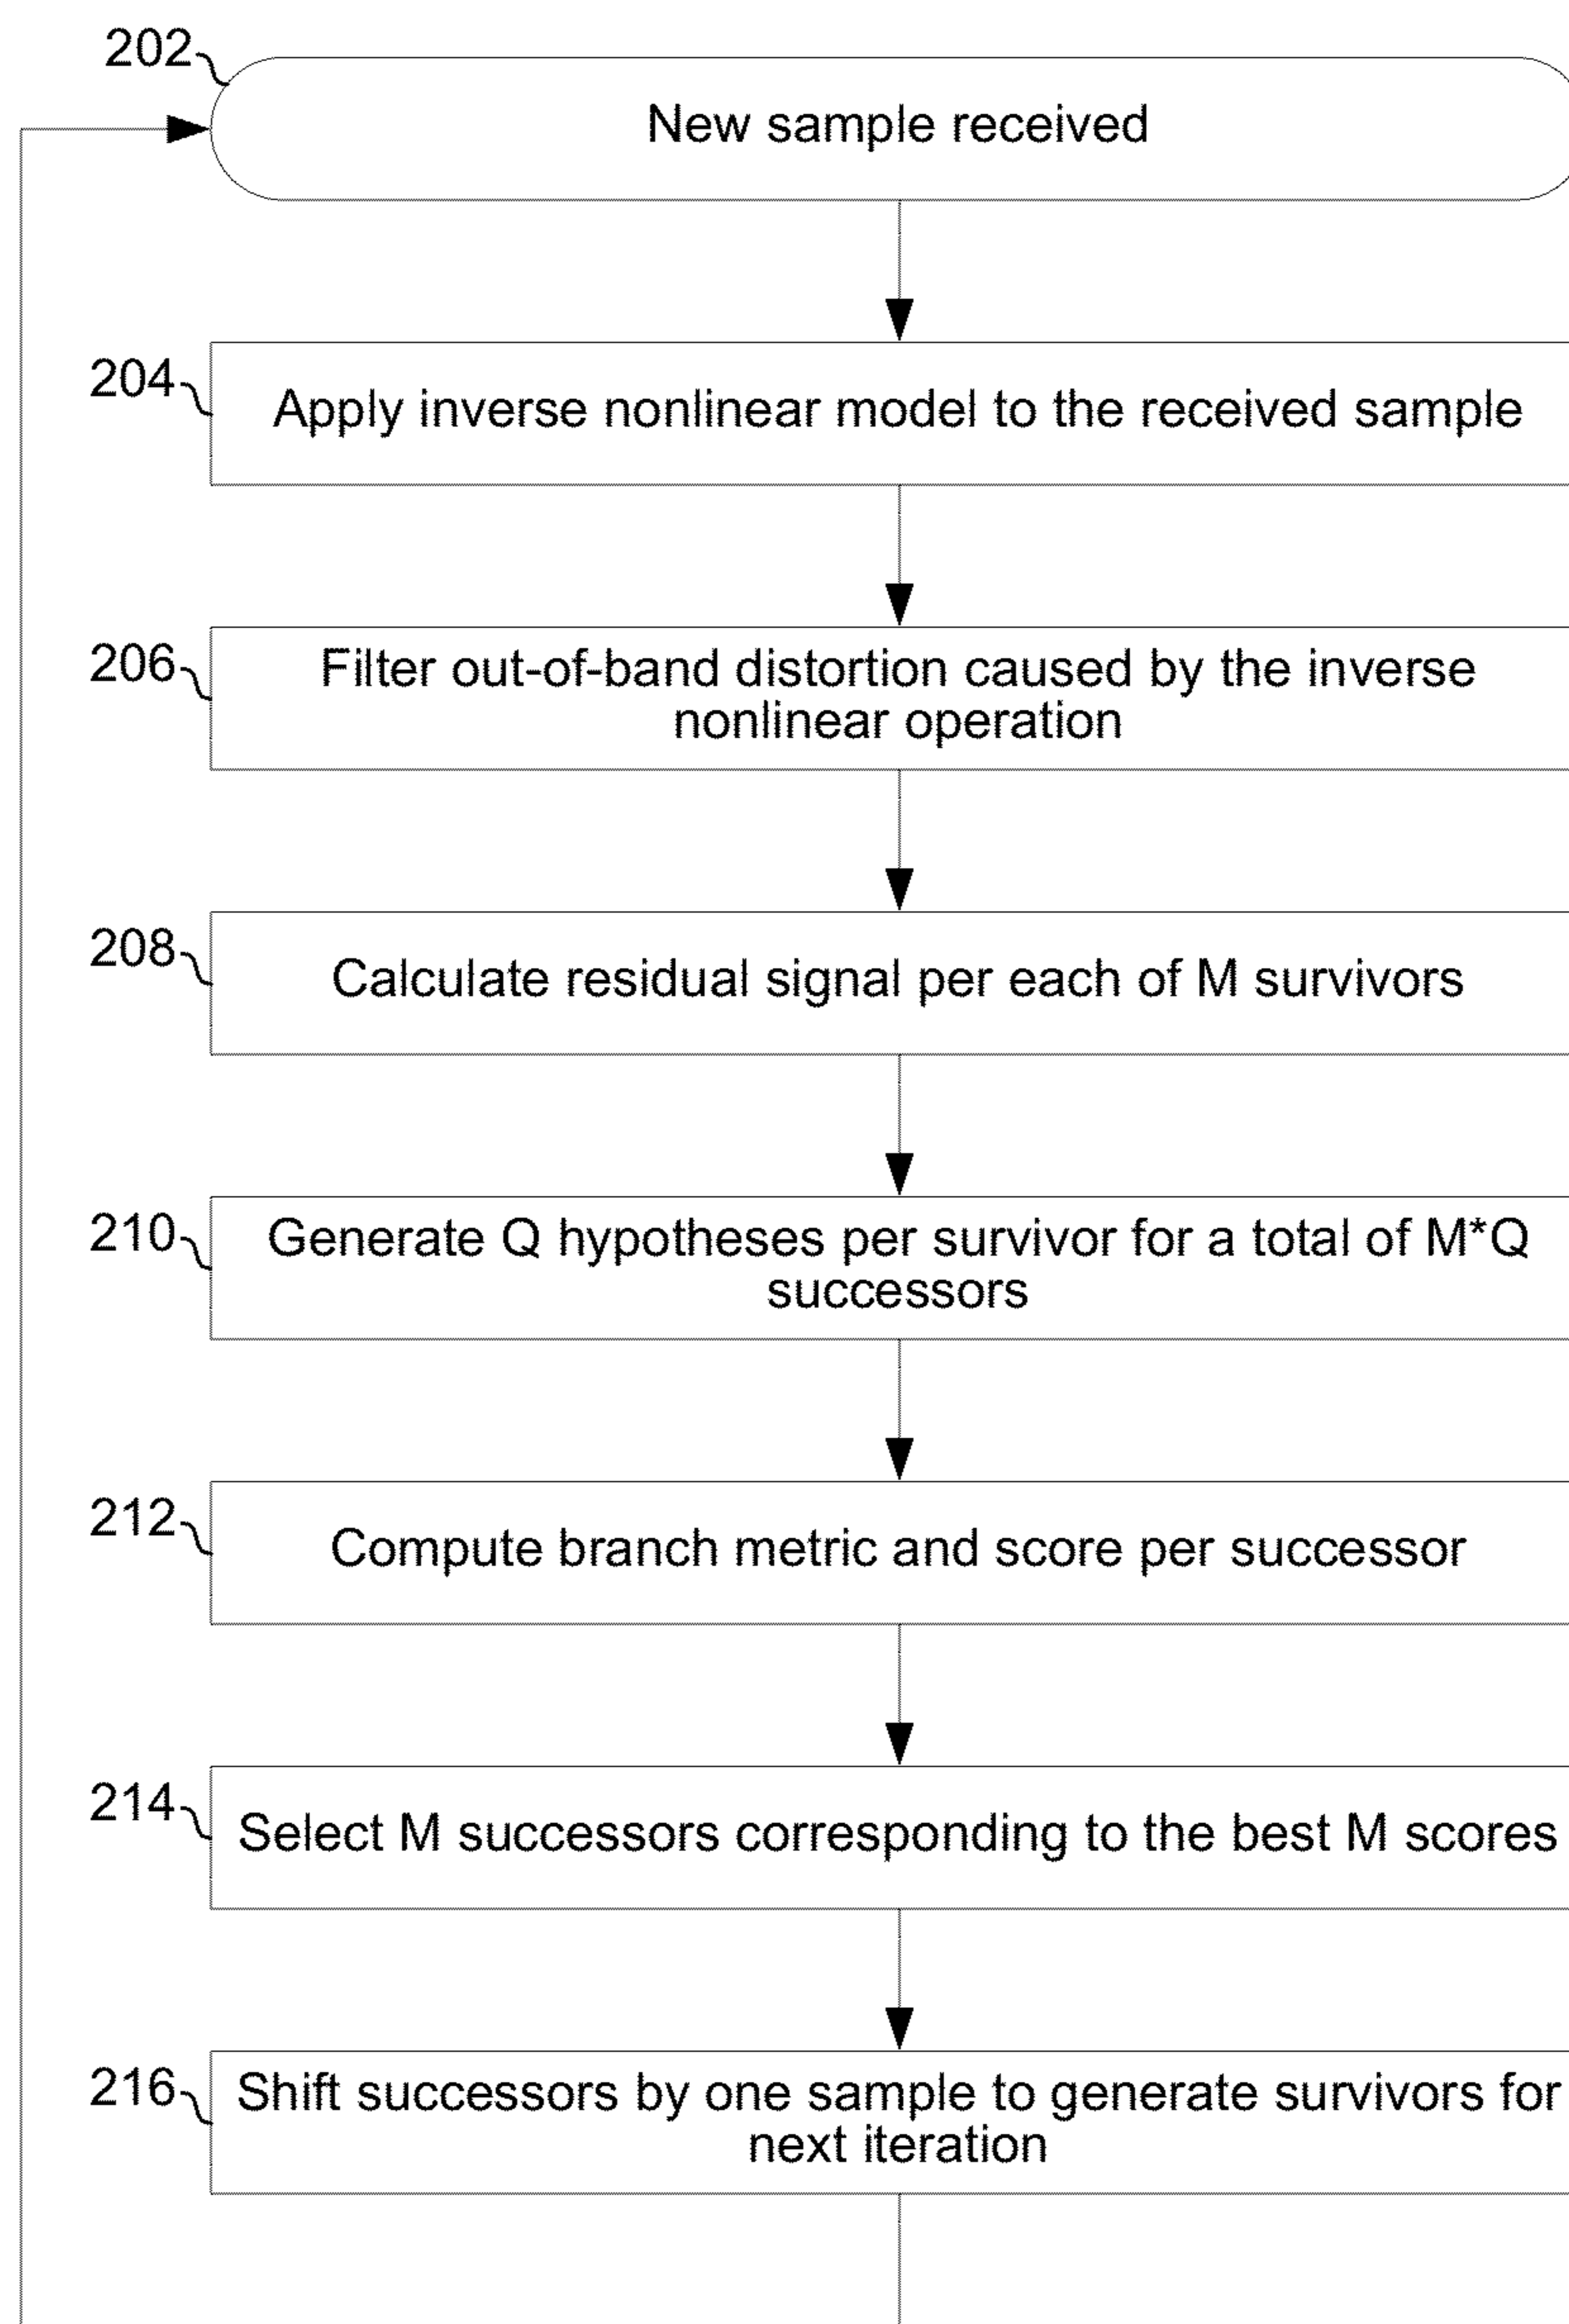 202
New sample received
204
Apply inverse nonlinear model to the received sample
206
Filter out-of-band distortion caused by the inverse
nonlinear operation
208
Calculate residual signal per each of M survivors
210
Generate Q hypotheses per survivor for a total of M*Q
successors
212
Compute branch metric and score per successor
214
Select M successors corresponding to the best M scores
216
Shift successors by one sample to generate survivors for
next iteration